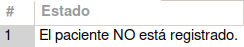 # Estado
1 El paciente NO está registrado.